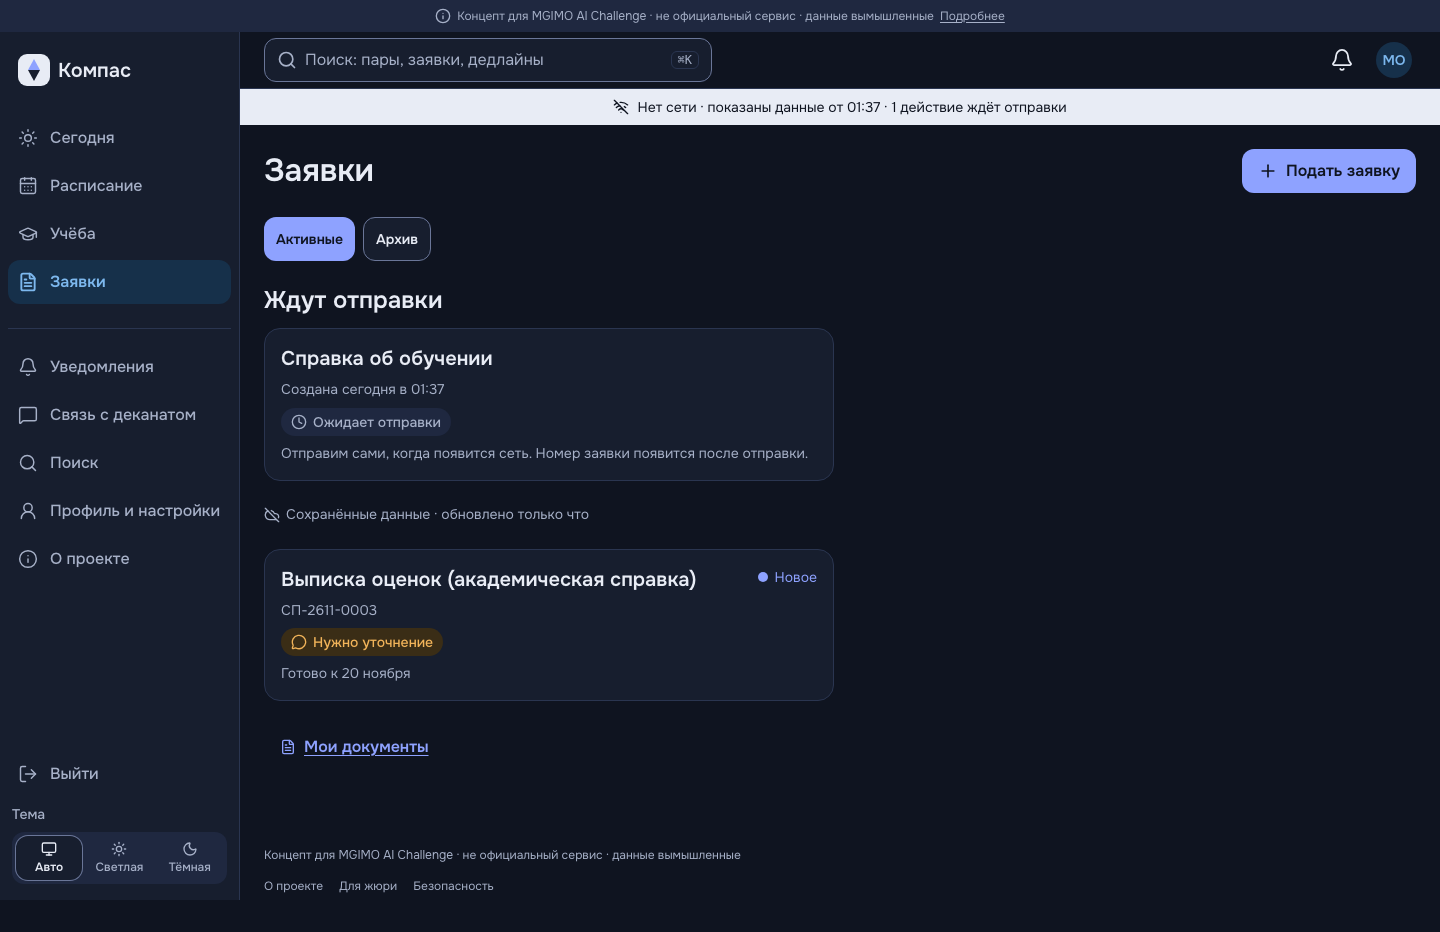 Концепт для MGIMO AI Challenge · не официальный сервис · данные вымышленные Подробнее
Компас
Поиск: пары, заявки, дедлайны
⌘K
МО
Нет сети · показаны данные от 01:37 · 1 действие ждёт отправки
Сегодня
Расписание
Учёба
Заявки
Уведомления
Связь с деканатом
Поиск
Профиль и настройки
О проекте
Выйти
Тема
Авто
Светлая
Тёмная
Заявки
Подать заявку
Активные
Архив
Ждут отправки
Справка об обучении
Создана сегодня в 01:37
Ожидает отправки
Отправим сами, когда появится сеть. Номер заявки появится после отправки.
Сохранённые данные · обновлено только что
Выписка оценок (академическая справка)
Новое
СП-2611-0003
Нужно уточнение
Готово к 20 ноября
Мои документы
Концепт для MGIMO AI Challenge · не официальный сервис · данные вымышленные
О проекте
Для жюри
Безопасность